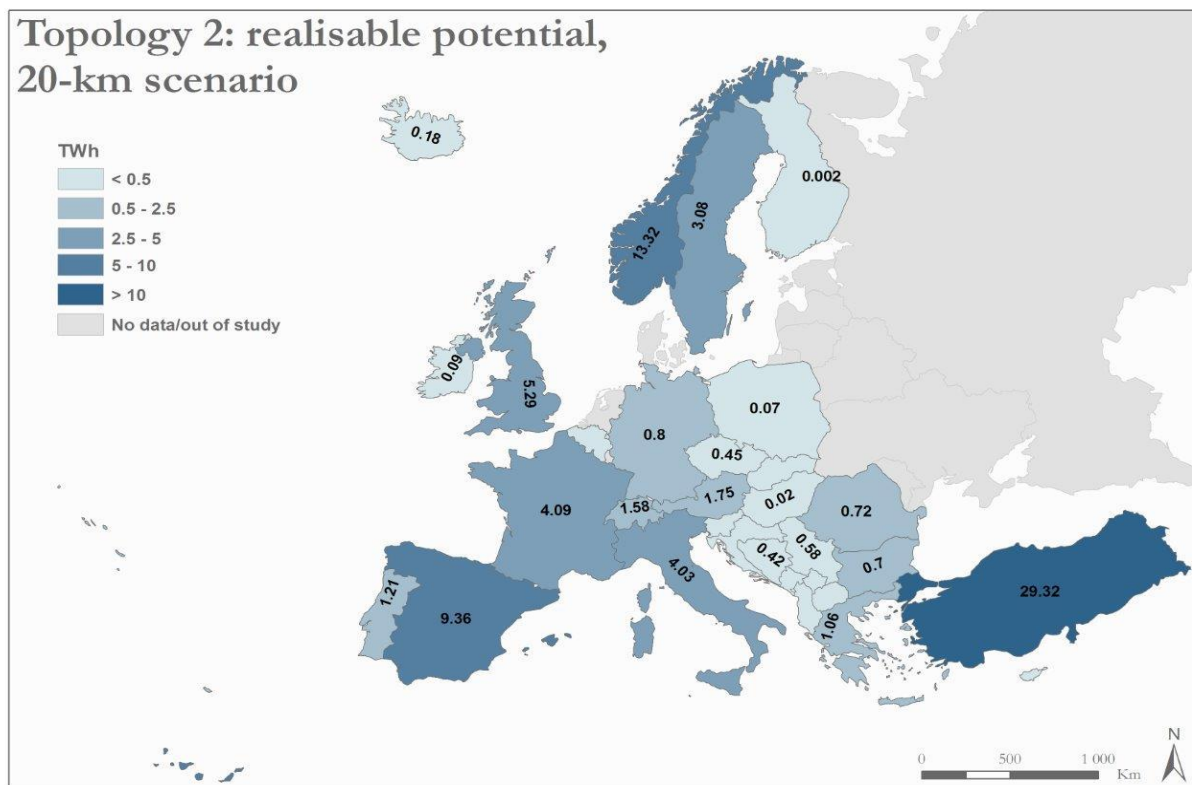 Topology 2: realisable potential,
20-km scenario
TWh
< 0.5
0.5 - 2.5
2.5 - 5
5 - 10
> 10
No data/out of study
0.18
0.002
3.08
13.32
0.09
5.29
0.07
0.8
0.45
1.75
0.02
1.58
4.09
0.72
0.58
0.42
0.7
4.03
1.21
9.36
1.06
29.32
N
0 500 1 000
Km